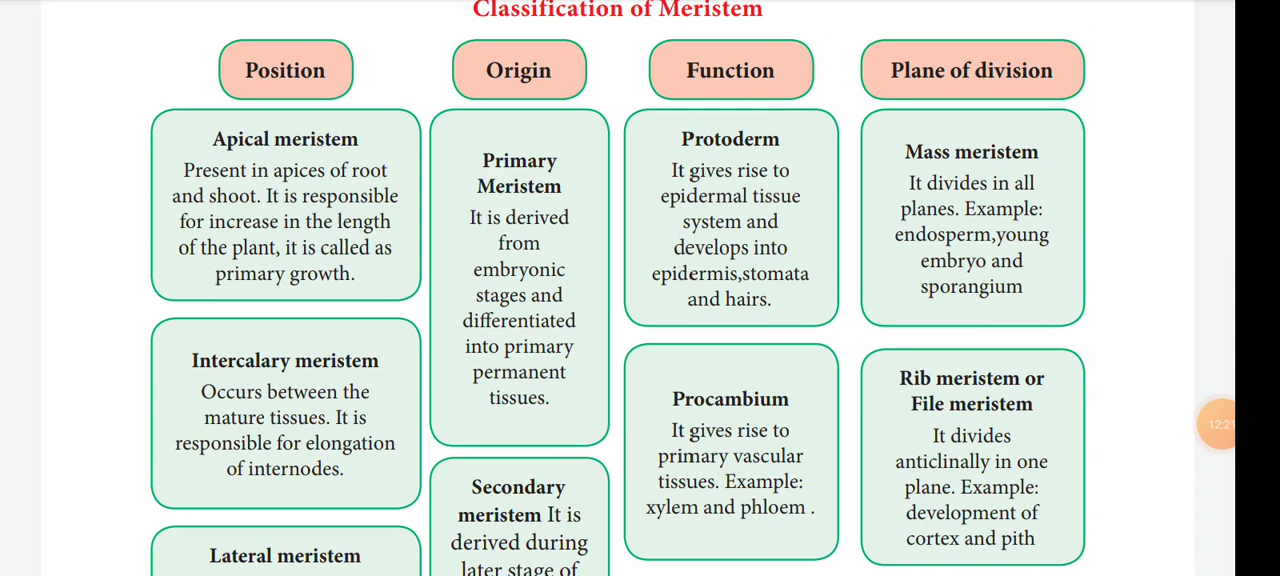 Classification of Meristem
Position
Origin
Function
Plane of division
Apical meristem
Present in apices of root
and shoot. It is responsible
for increase in the length
of the plant, it is called as
primary growth.
Intercalary meristem
Occurs between the
mature tissues. It is
responsible for elongation
of internodes.
Lateral meristem
Primary
Meristem
It is derived
from
embryonic
stages and
differentiated
into primary
permanent
tissues.
Secondary
meristem It is
derived during
later stage of
Protoderm
It gives rise to
epidermal tissue
system and
develops into
epidermis,stomata
and hairs.
Procambium
It gives rise to
primary vascular
tissues. Example:
xylem and phloem .
Mass meristem
It divides in all
planes. Example:
endosperm,young
embryo and
sporangium
Rib meristem or
File meristem
It divides
anticlinally in one
plane. Example:
development of
cortex and pith
12:21